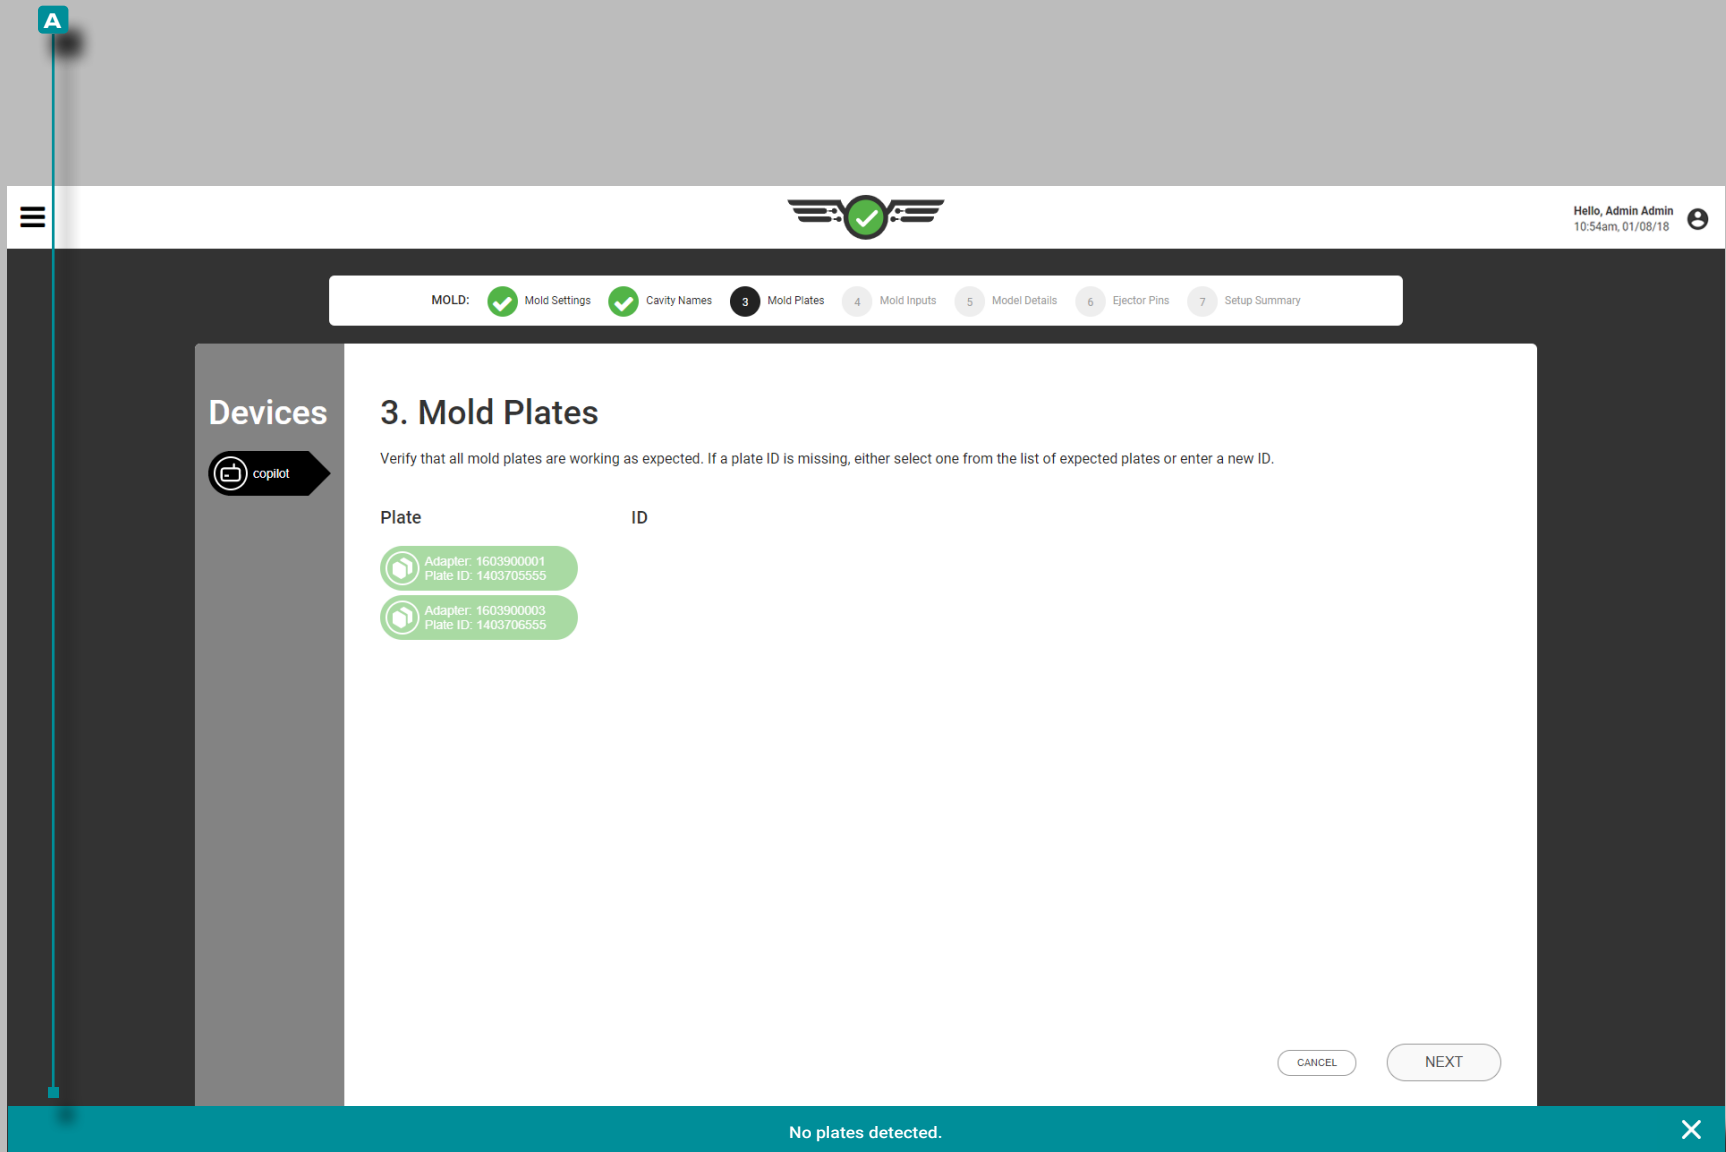 A
Hello, Admin Admin
10:54am, 01/08/18
MOLD: Mold Settings Cavity Names 3 Mold Plates 4 Mold Inputs 5 Model Details 6 Ejector Pins 7 Setup Summary
Devices
copilot
3. Mold Plates
Verify that all mold plates are working as expected. If a plate ID is missing, either select one from the list of expected plates or enter a new ID.
Plate ID
Adapter: 1603900001
Plate ID: 1403705555
Adapter: 1603900003
Plate ID: 1403706555
CANCEL NEXT
No plates detected.